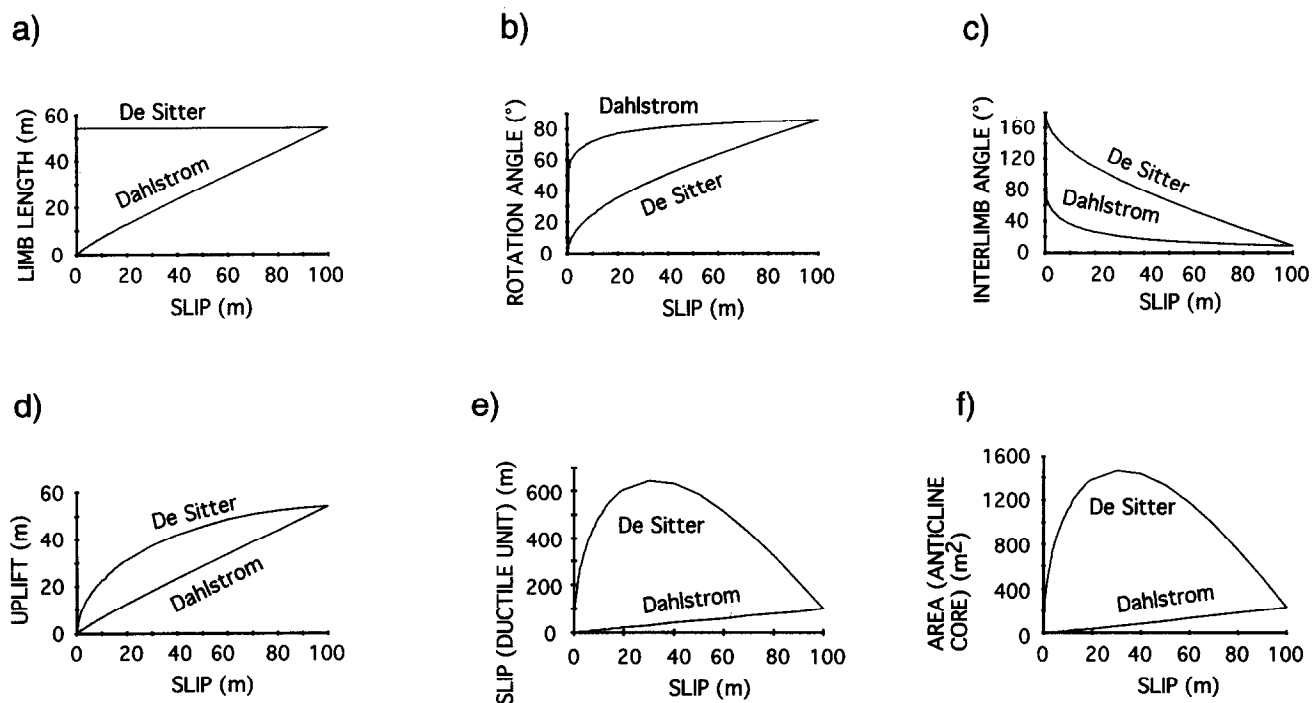 a)
LIMB LENGTH (m)
60
40
20
0
De Sitter
Dahlstrom
0 20 40 60 80 100
SLIP (m)
b)
ROTATION ANGLE (°)
80
60
40
20
0
Dahlstrom
De Sitter
0 20 40 60 80 100
SLIP (m)
c)
INTERLIMB ANGLE (°)
160
120
80
40
0
De Sitter
Dahlstrom
0 20 40 60 80 100
SLIP (m)
d)
UPLIFT (m)
60
40
20
0
De Sitter
Dahlstrom
0 20 40 60 80 100
SLIP (m)
e)
SLIP (DUCTILE UNIT) (m)
600
400
200
0
De Sitter
Dahlstrom
0 20 40 60 80 100
SLIP (m)
f)
AREA (ANTICLINE
CORE) (m2)
1600
1200
800
400
0
De Sitter
Dahlstrom
0 20 40 60 80 100
SLIP (m)